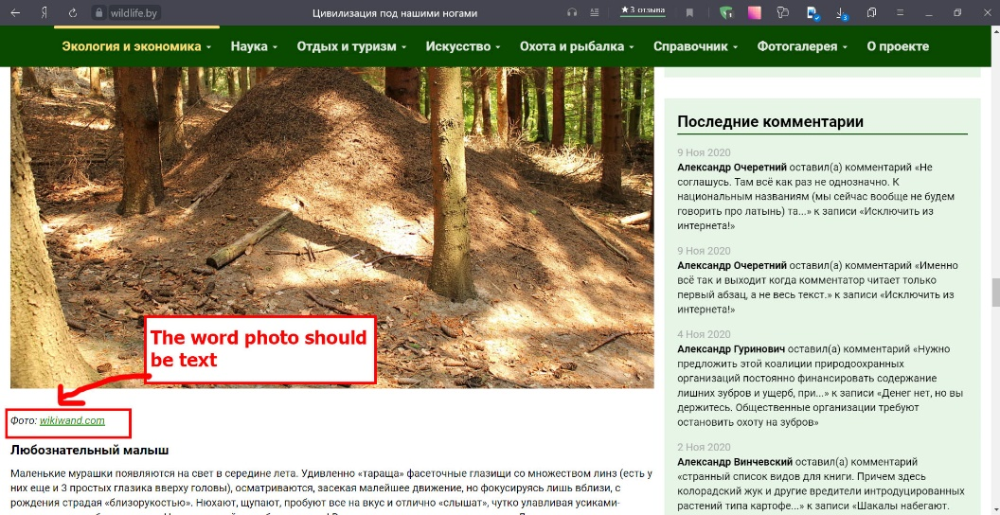 wildlife.by
Цивилизация под нашими ногами
★3 отзыва
1
3
Экология и экономика
Наука
Отдых и туризм
Искусство
Охота и рыбалка
Справочник
Фотогалерея
О проекте
The word photo should
be text
Фото: wikiwand.com
Любознательный малыш
Маленькие мурашки появляются на свет в середине лета. Удивленно «тараща» фасеточные глазищи со множеством линз (есть у
них еще и 3 простых глазика вверху головы), осматриваются, засекая малейшее движение, но фокусируясь лишь вблизи, с
рождения страдая «близорукостью». Нюхают, щупают, пробуют все на вкус и отлично «слышат», чутко улавливая усиками-
Последние комментарии
9 Ноя 2020
Александр Очеретний оставил(а) комментарий «Не
соглашусь. Там всё как раз не однозначно. К
национальным названиям (мы сейчас вообще не будем
говорить про латынь) та...» к записи «Исключить из
интернета!»
9 Ноя 2020
Александр Очеретний оставил(а) комментарий «Именно
всё так и выходит когда комментатор читает только
первый абзац, а не весь текст.» к записи «Исключить из
интернета!»
4 Ноя 2020
Александр Гуринович оставил(а) комментарий «Нужно
предложить этой коалиции природоохранных
организаций постоянно финансировать содержание
лишних зубров и ущерб, при...» к записи «Денег нет, но вы
держитесь. Общественные организации требуют
остановить охоту на зубров»
2 Ноя 2020
Александр Винчевский оставил(а) комментарий
«странный список видов для книги. Причем здесь
колорадский жук и другие вредители интродуцированных
растений типа картофе...» к записи «Шакалы набегают.